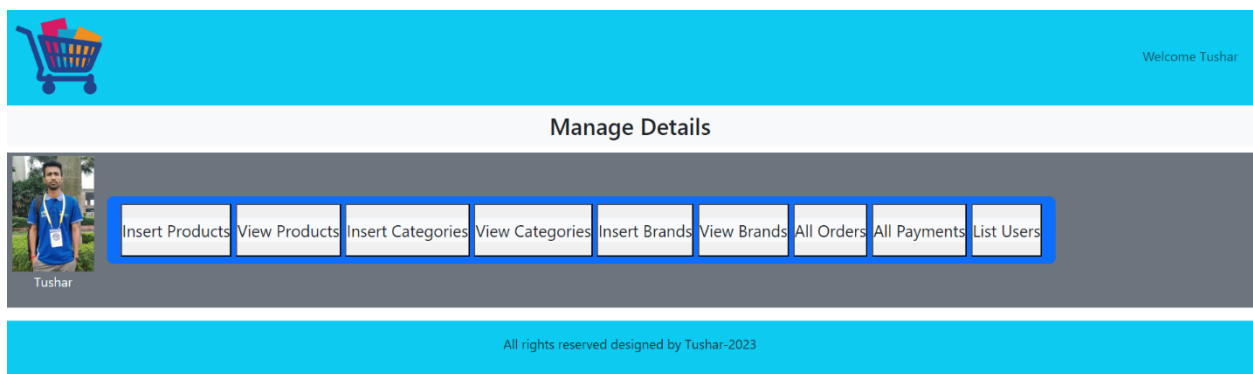 Welcome Tushar
Manage Details
Insert Products View Products Insert Categories View Categories Insert Brands View Brands All Orders All Payments List Users
Tushar
All rights reserved designed by Tushar-2023